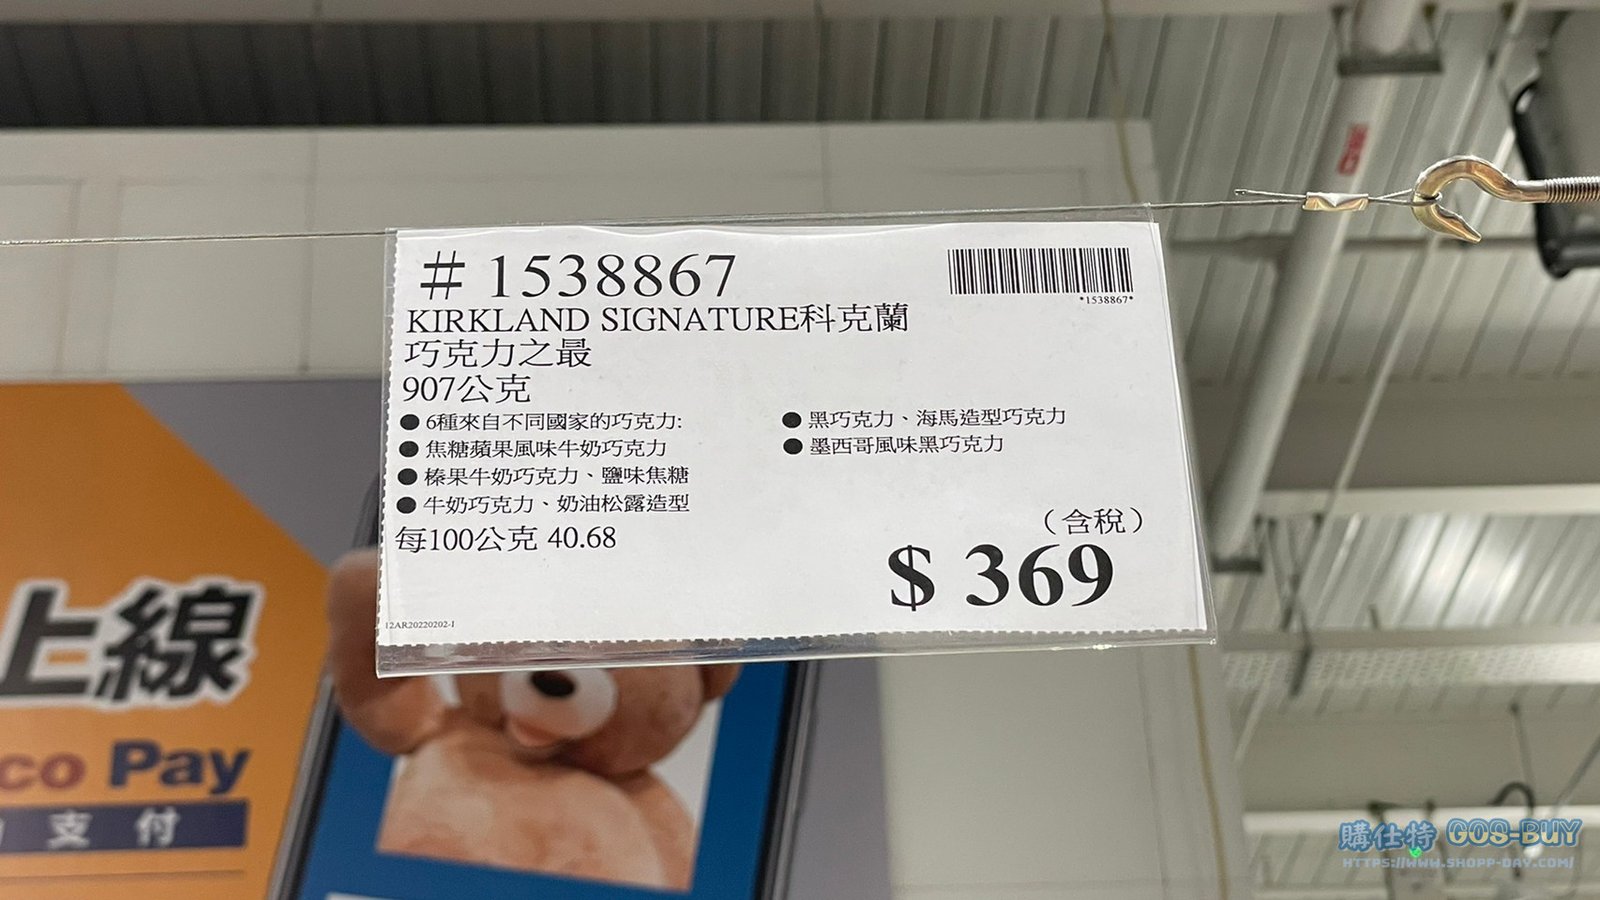 # 1538867
*1538867*
KIRKLAND SIGNATURE科克蘭
巧克力之最
907公克
● 6種來自不同國家的巧克力:
● 焦糖蘋果風味牛奶巧克力
● 榛果牛奶巧克力、鹽味焦糖
● 牛奶巧克力、奶油松露造型
● 黑巧克力、海馬造型巧克力
● 墨西哥風味黑巧克力
每100公克 40.68
（含稅）
$ 369
12AR20220202-1
上線
co Pay
支付
購仕特 GOS-BUY
HTTPS://WWW.SHOPP-DAY.COM/